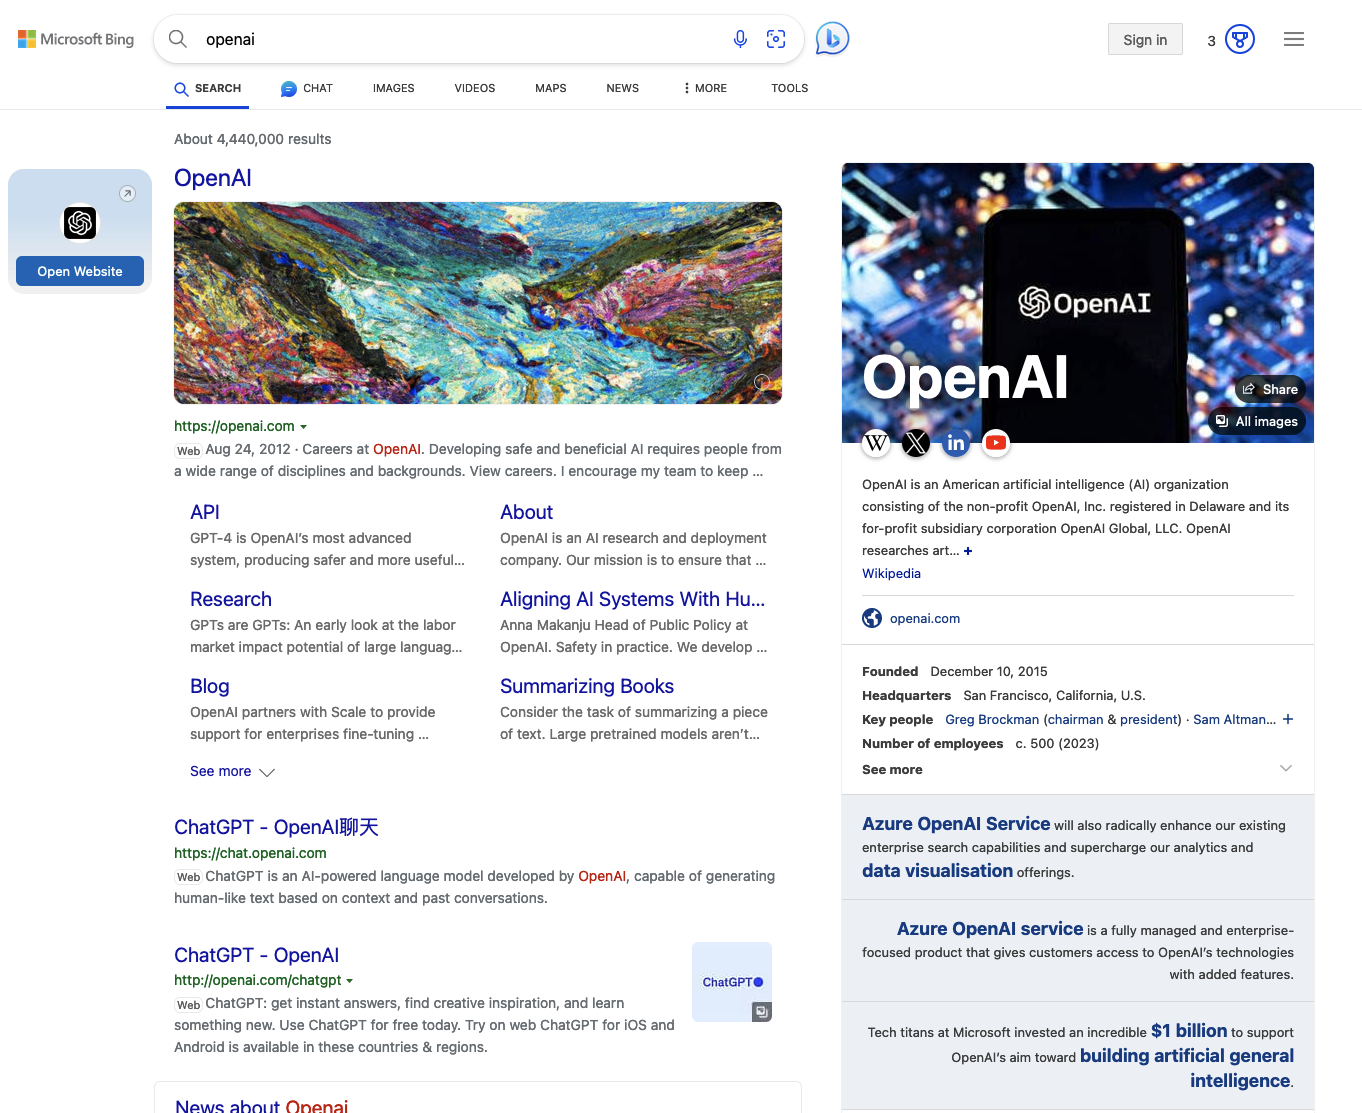 Microsoft Bing
openai
Sign in
3
SEARCH
CHAT
IMAGES
VIDEOS
MAPS
NEWS
MORE
TOOLS
About 4,440,000 results
Open Website
OpenAI
https://openai.com
Web Aug 24, 2012 · Careers at OpenAI. Developing safe and beneficial AI requires people from
a wide range of disciplines and backgrounds. View careers. I encourage my team to keep ...
API
GPT-4 is OpenAI's most advanced
system, producing safer and more useful...
About
OpenAI is an AI research and deployment
company. Our mission is to ensure that ...
Research
GPTs are GPTs: An early look at the labor
market impact potential of large languag...
Aligning AI Systems With Hu...
Anna Makanju Head of Public Policy at
OpenAI. Safety in practice. We develop ...
Blog
OpenAI partners with Scale to provide
support for enterprises fine-tuning ...
Summarizing Books
Consider the task of summarizing a piece
of text. Large pretrained models aren't...
See more
ChatGPT - OpenAI聊天
https://chat.openai.com
Web ChatGPT is an AI-powered language model developed by OpenAI, capable of generating
human-like text based on context and past conversations.
ChatGPT - OpenAI
http://openai.com/chatgpt
Web ChatGPT: get instant answers, find creative inspiration, and learn
something new. Use ChatGPT for free today. Try on web ChatGPT for iOS and
Android is available in these countries & regions.
ChatGPT
News about Openai
OpenAI
OpenAI
Share
All images
W
X
in
OpenAI is an American artificial intelligence (AI) organization
consisting of the non-profit OpenAI, Inc. registered in Delaware and its
for-profit subsidiary corporation OpenAI Global, LLC. OpenAI
researches art... +
Wikipedia
openai.com
Founded December 10, 2015
Headquarters San Francisco, California, U.S.
Key people Greg Brockman (chairman & president) · Sam Altman... +
Number of employees c. 500 (2023)
See more
Azure OpenAI Service will also radically enhance our existing
enterprise search capabilities and supercharge our analytics and
data visualisation offerings.
Azure OpenAI service is a fully managed and enterprise-
focused product that gives customers access to OpenAI's technologies
with added features.
Tech titans at Microsoft invested an incredible $1 billion to support
OpenAI's aim toward building artificial general
intelligence.